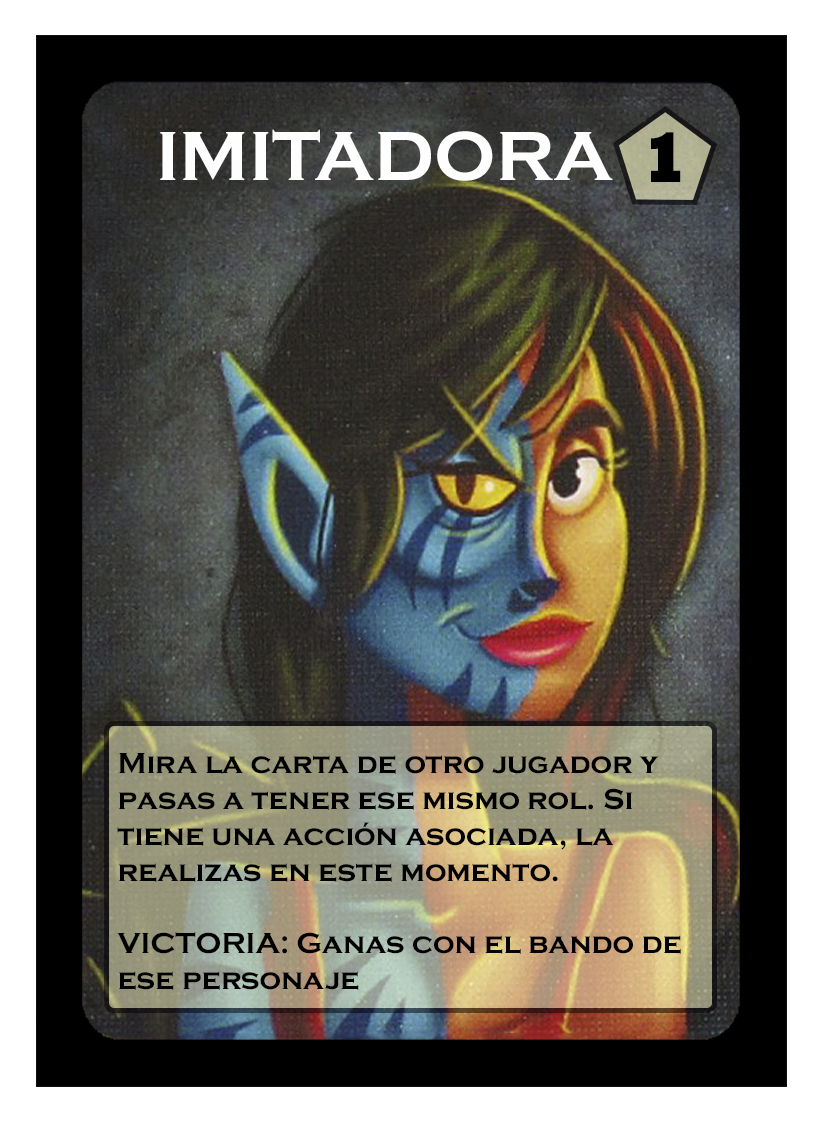 IMITADORA 1
Mira la carta de otro jugador y
pasas a tener ese mismo rol. Si
tiene una acción asociada, la
realizas en este momento.
VICTORIA: Ganas con el bando de
ese personaje